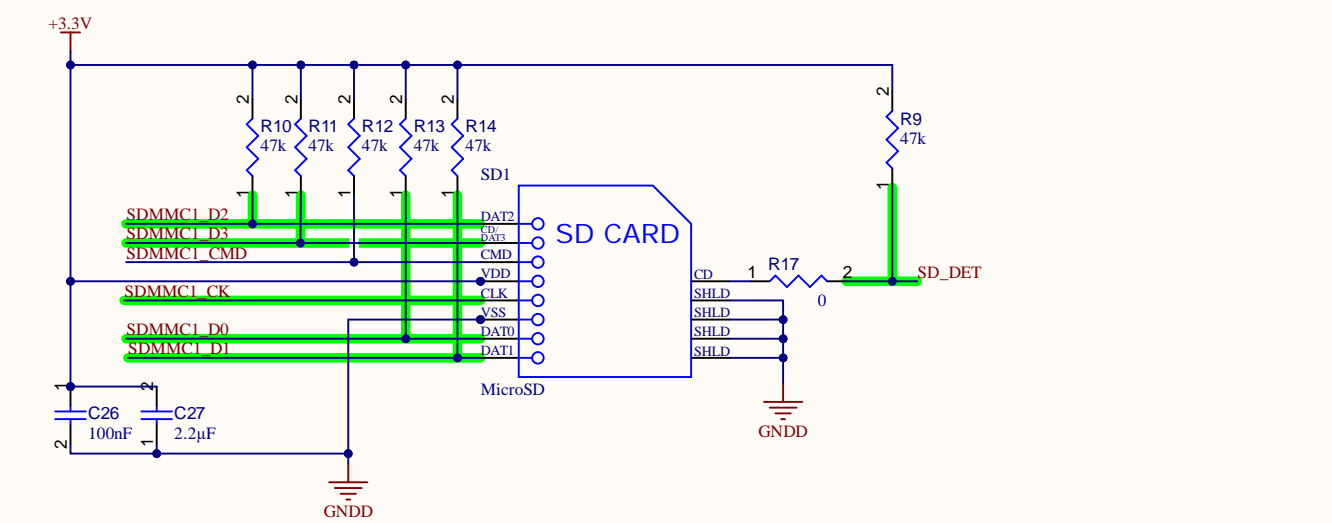 +3.3V
2 2 2 2 2 2
R10 R11 R12 R13 R14 R9
47k 47k 47k 47k 47k 47k
1 1 1 1 1 1
SD1
SDMMC1_D2 DAT2
SDMMC1_D3 CD/
DAT3
SD CARD
SDMMC1_CMD CMD
VDD CD 1 R17 2 SD_DET
0
SDMMC1_CK CLK SHLD
VSS SHLD
SDMMC1_D0 DAT0 SHLD
SDMMC1_D1 DAT1 SHLD
MicroSD
1 2
C26 C27
100nF 2.2µF
2 1
GNDD
GNDD